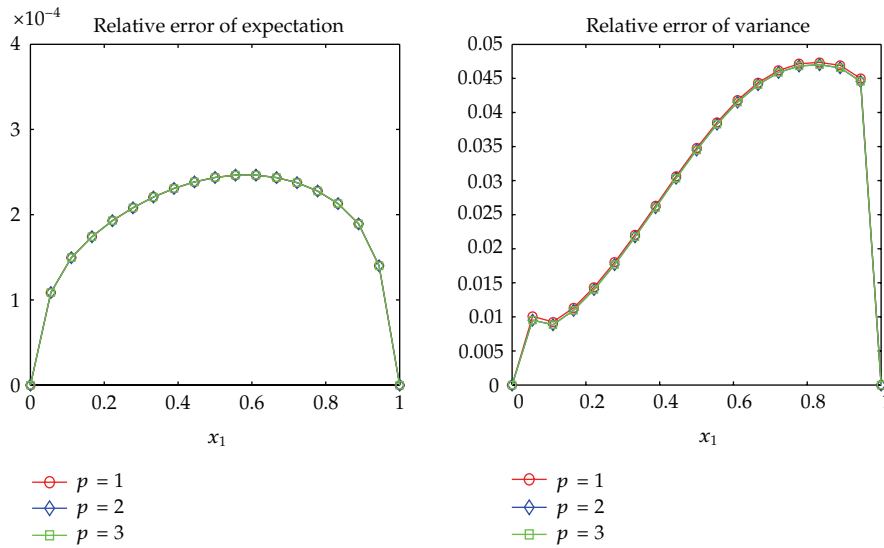 ×10⁻⁴
Relative error of expectation
4
3
2
1
0
0 0.2 0.4 0.6 0.8 1
x₁
p = 1
p = 2
p = 3
Relative error of variance
0.05
0.045
0.04
0.035
0.03
0.025
0.02
0.015
0.01
0.005
0
0 0.2 0.4 0.6 0.8 1
x₁
p = 1
p = 2
p = 3